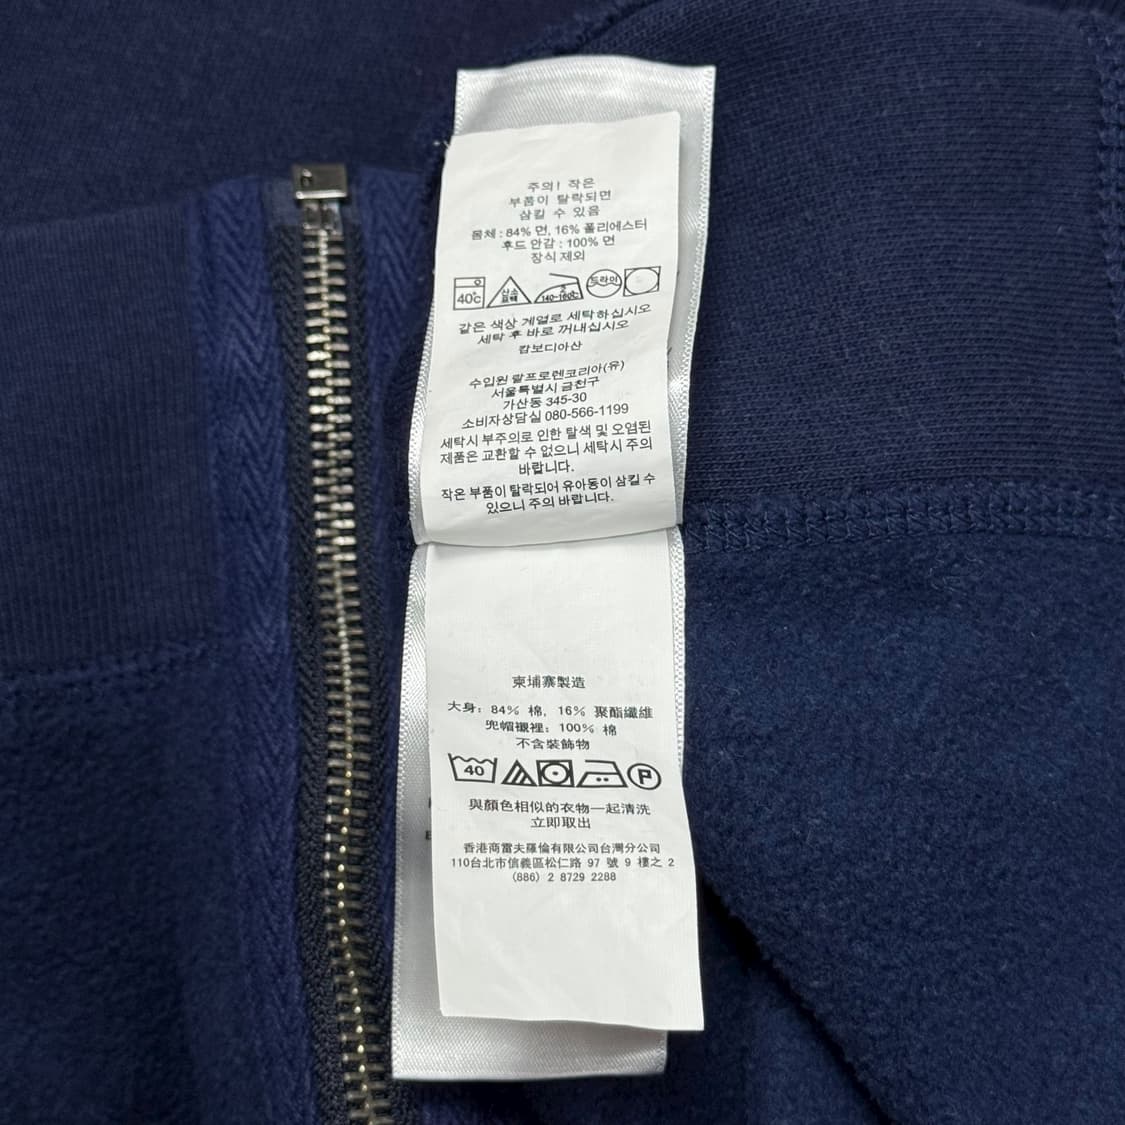 주의! 작은
부품이 탈락되면
삼킬 수 있음
몸체 : 84% 면, 16% 폴리에스터
후드 안감 : 100% 면
장식 제외
40℃ 산소 표백 2 140-160℃ 드라이
같은 색상 계열로 세탁하십시오
세탁 후 바로 꺼내십시오
캄보디아산
수입원 랄프로렌코리아(유)
서울특별시 금천구
가산동 345-30
소비자상담실 080-566-1199
세탁시 부주의로 인한 탈색 및 오염된
제품은 교환할 수 없으니 세탁시 주의
바랍니다.
작은 부품이 탈락되어 유아동이 삼킬 수
있으니 주의 바랍니다.
柬埔寨製造
大身: 84% 棉, 16% 聚酯纖維
兜帽襯裡: 100% 棉
不含裝飾物
40 P
與顏色相似的衣物一起清洗
立即取出
香港商雷夫羅倫有限公司台灣分公司
110台北市信義區松仁路 97 號 9 樓之 2
(886) 2 8729 2288